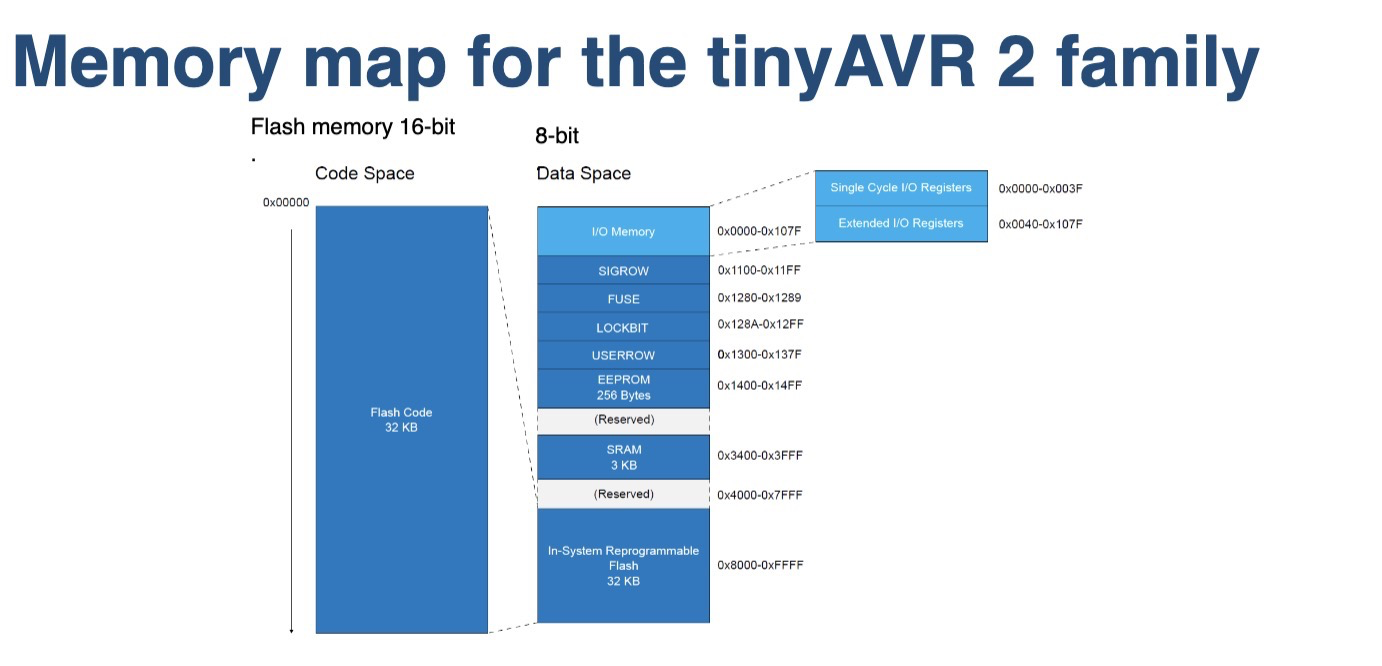 Memory map for the tinyAVR 2 family
Flash memory 16-bit
.
8-bit
Code Space
Data Space
0x00000
Flash Code
32 KB
I/O Memory
0x0000-0x107F
Single Cycle I/O Registers
0x0000-0x003F
Extended I/O Registers
0x0040-0x107F
SIGROW
0x1100-0x11FF
FUSE
0x1280-0x1289
LOCKBIT
0x128A-0x12FF
USERROW
0x1300-0x137F
EEPROM
256 Bytes
0x1400-0x14FF
(Reserved)
SRAM
3 KB
0x3400-0x3FFF
(Reserved)
0x4000-0x7FFF
In-System Reprogrammable
Flash
32 KB
0x8000-0xFFFF